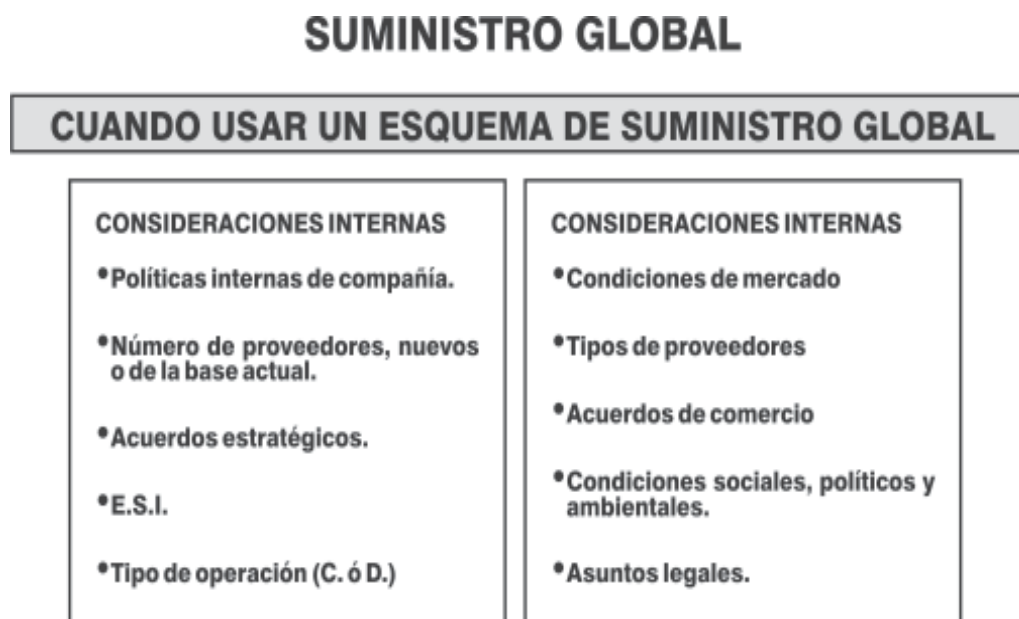 SUMINISTRO GLOBAL
CUANDO USAR UN ESQUEMA DE SUMINISTRO GLOBAL
CONSIDERACIONES INTERNAS
•Políticas internas de compañía.
•Número de proveedores, nuevos
o de la base actual.
•Acuerdos estratégicos.
•E.S.I.
•Tipo de operación (C. ó D.)
CONSIDERACIONES INTERNAS
•Condiciones de mercado
•Tipos de proveedores
•Acuerdos de comercio
•Condiciones sociales, políticos y
ambientales.
•Asuntos legales.